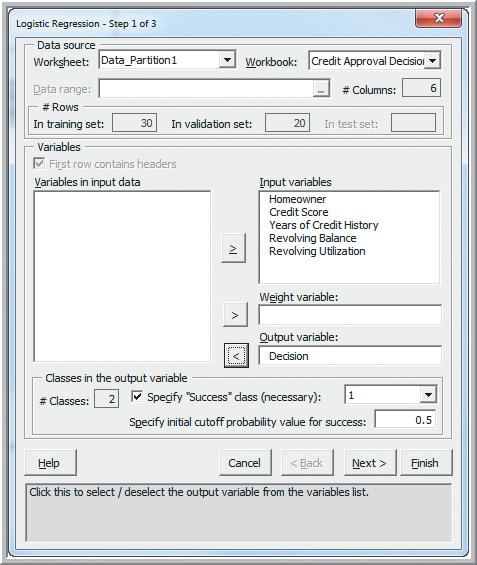 Logistic Regression - Step 1 of 3
Data source
Worksheet: Data_Partition1 Workbook: Credit Approval Decision
Data range: ... # Columns: 6
# Rows
In training set: 30 In validation set: 20 In test set:
Variables
First row contains headers
Variables in input data Input variables
Homeowner
Credit Score
Years of Credit History
Revolving Balance
Revolving Utilization
>
Weight variable:
>
Output variable:
< Decision
Classes in the output variable
# Classes: 2 Specify "Success" class (necessary): 1
Specify initial cutoff probability value for success: 0.5
Help Cancel < Back Next > Finish
Click this to select / deselect the output variable from the variables list.